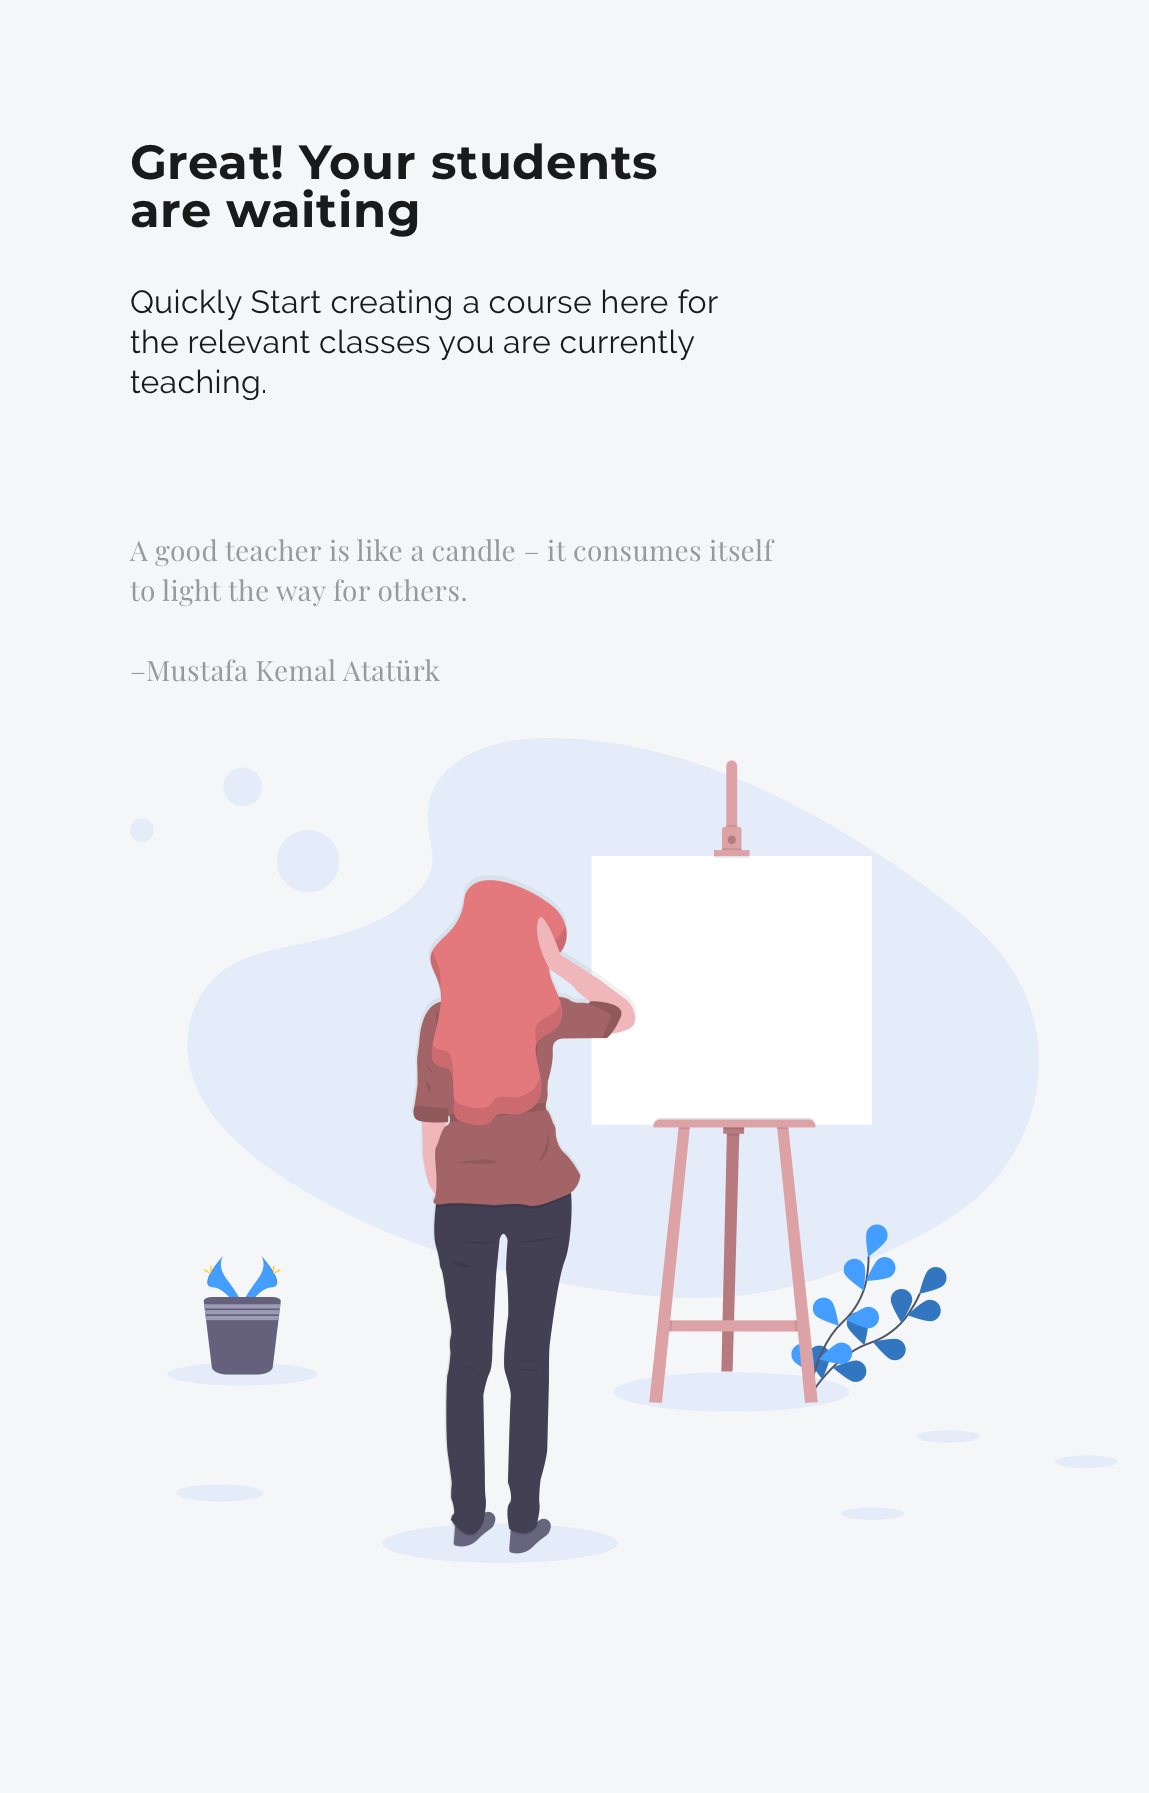 Great! Your students
are waiting
Quickly Start creating a course here for
the relevant classes you are currently
teaching.
A good teacher is like a candle – it consumes itself
to light the way for others.
–Mustafa Kemal Atatürk